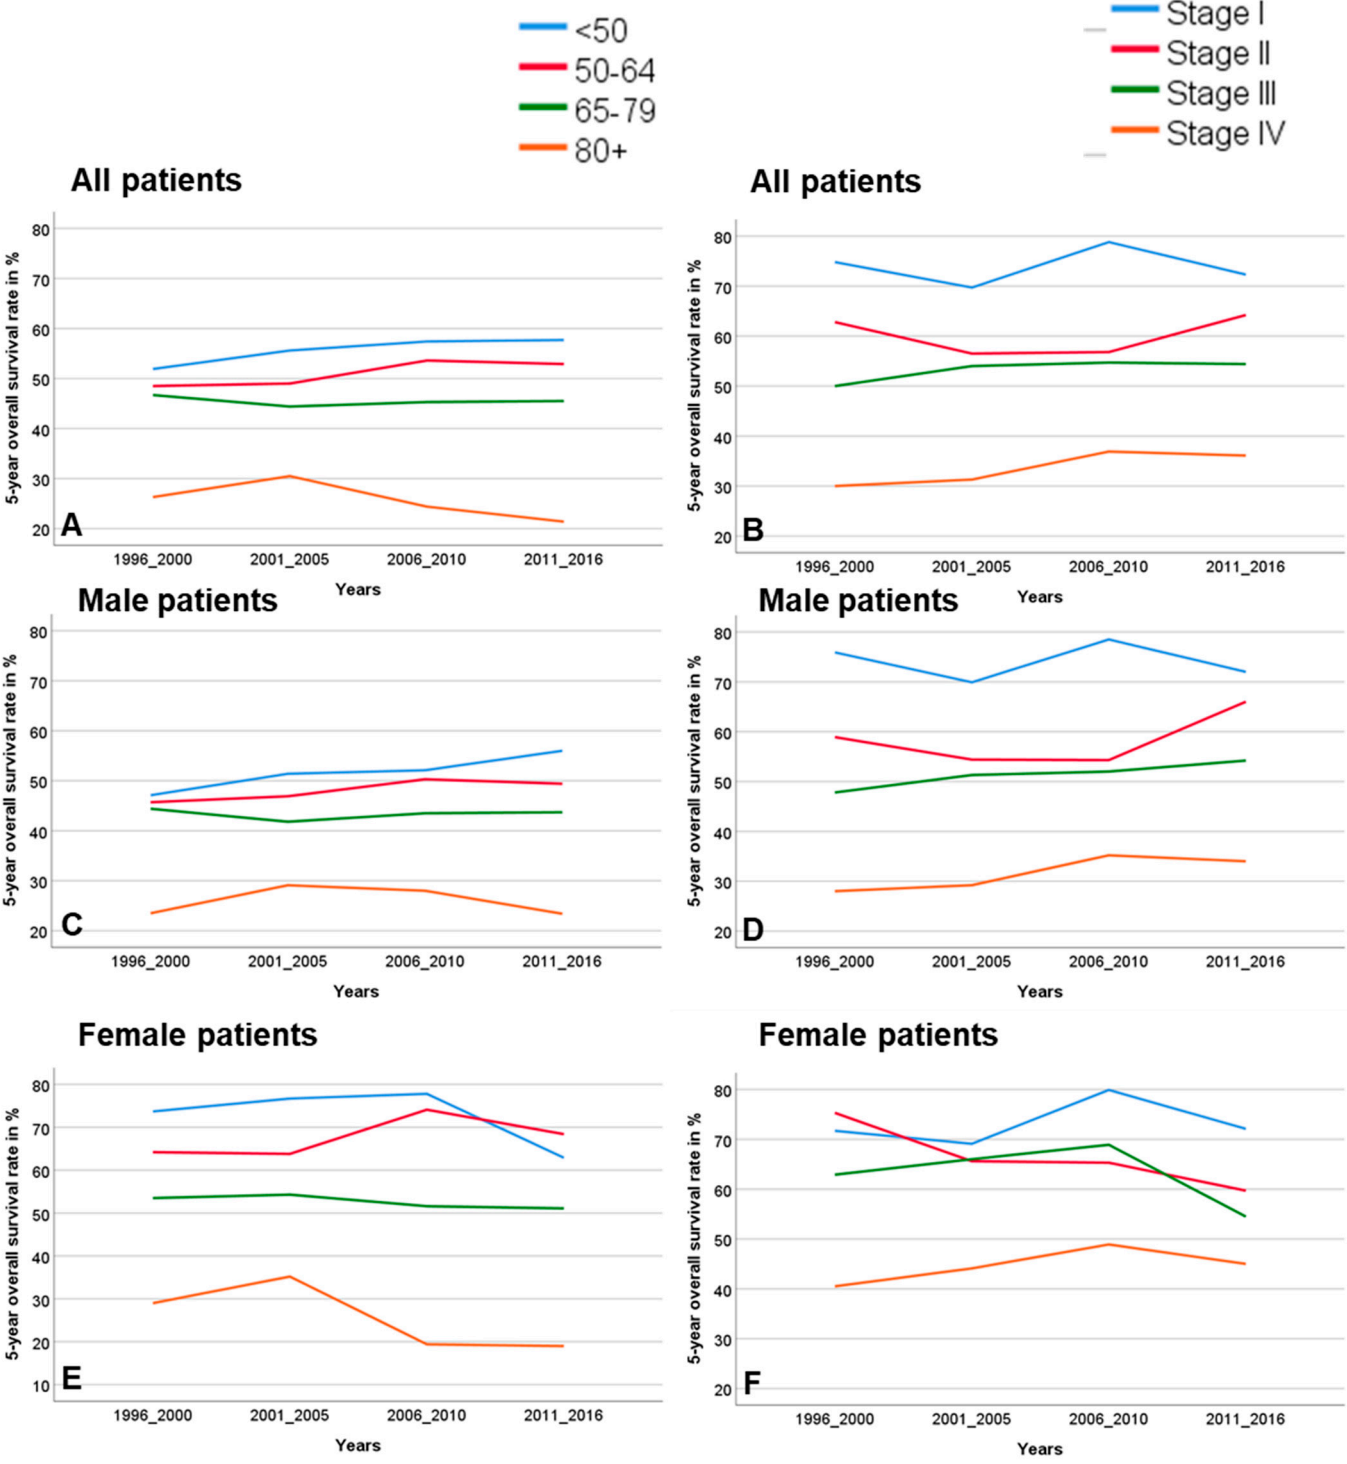 <50
50-64
65-79
80+
Stage I
Stage II
Stage III
Stage IV
All patients
5-year overall survival rate in %
80
70
60
50
40
30
20
A
1996_2000 2001_2005 2006_2010 2011_2016
Years
All patients
5-year overall survival rate in %
80
70
60
50
40
30
20
B
1996_2000 2001_2005 2006_2010 2011_2016
Years
Male patients
5-year overall survival rate in %
80
70
60
50
40
30
20
C
1996_2000 2001_2005 2006_2010 2011_2016
Years
Male patients
5-year overall survival rate in %
80
70
60
50
40
30
20
D
1996_2000 2001_2005 2006_2010 2011_2016
Years
Female patients
5-year overall survival rate in %
80
70
60
50
40
30
20
10
E
1996_2000 2001_2005 2006_2010 2011_2016
Years
Female patients
5-year overall survival rate in %
80
70
60
50
40
30
20
F
1996_2000 2001_2005 2006_2010 2011_2016
Years